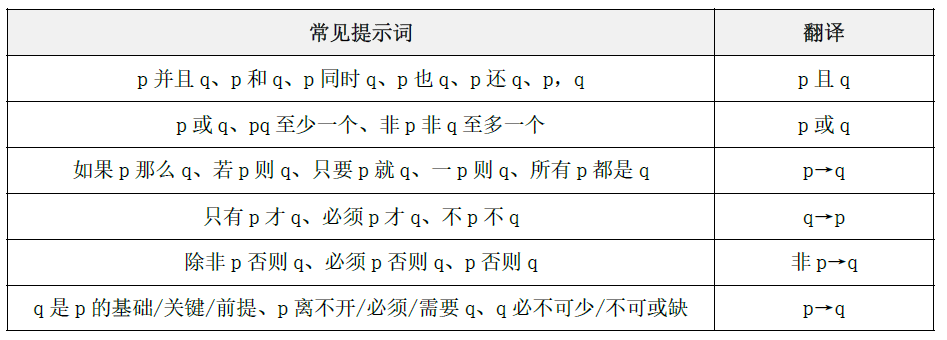 常见提示词 翻译
p 并且 q、p 和 q、p 同时 q、p 也 q、p 还 q、p，q p 且 q
p 或 q、pq 至少一个、非 p 非 q 至多一个 p 或 q
如果 p 那么 q、若 p 则 q、只要 p 就 q、一 p 则 q、所有 p 都是 q p→q
只有 p 才 q、必须 p 才 q、不 p 不 q q→p
除非 p 否则 q、必须 p 否则 q、p 否则 q 非 p→q
q 是 p 的基础/关键/前提、p 离不开/必须/需要 q、q 必不可少/不可或缺 p→q